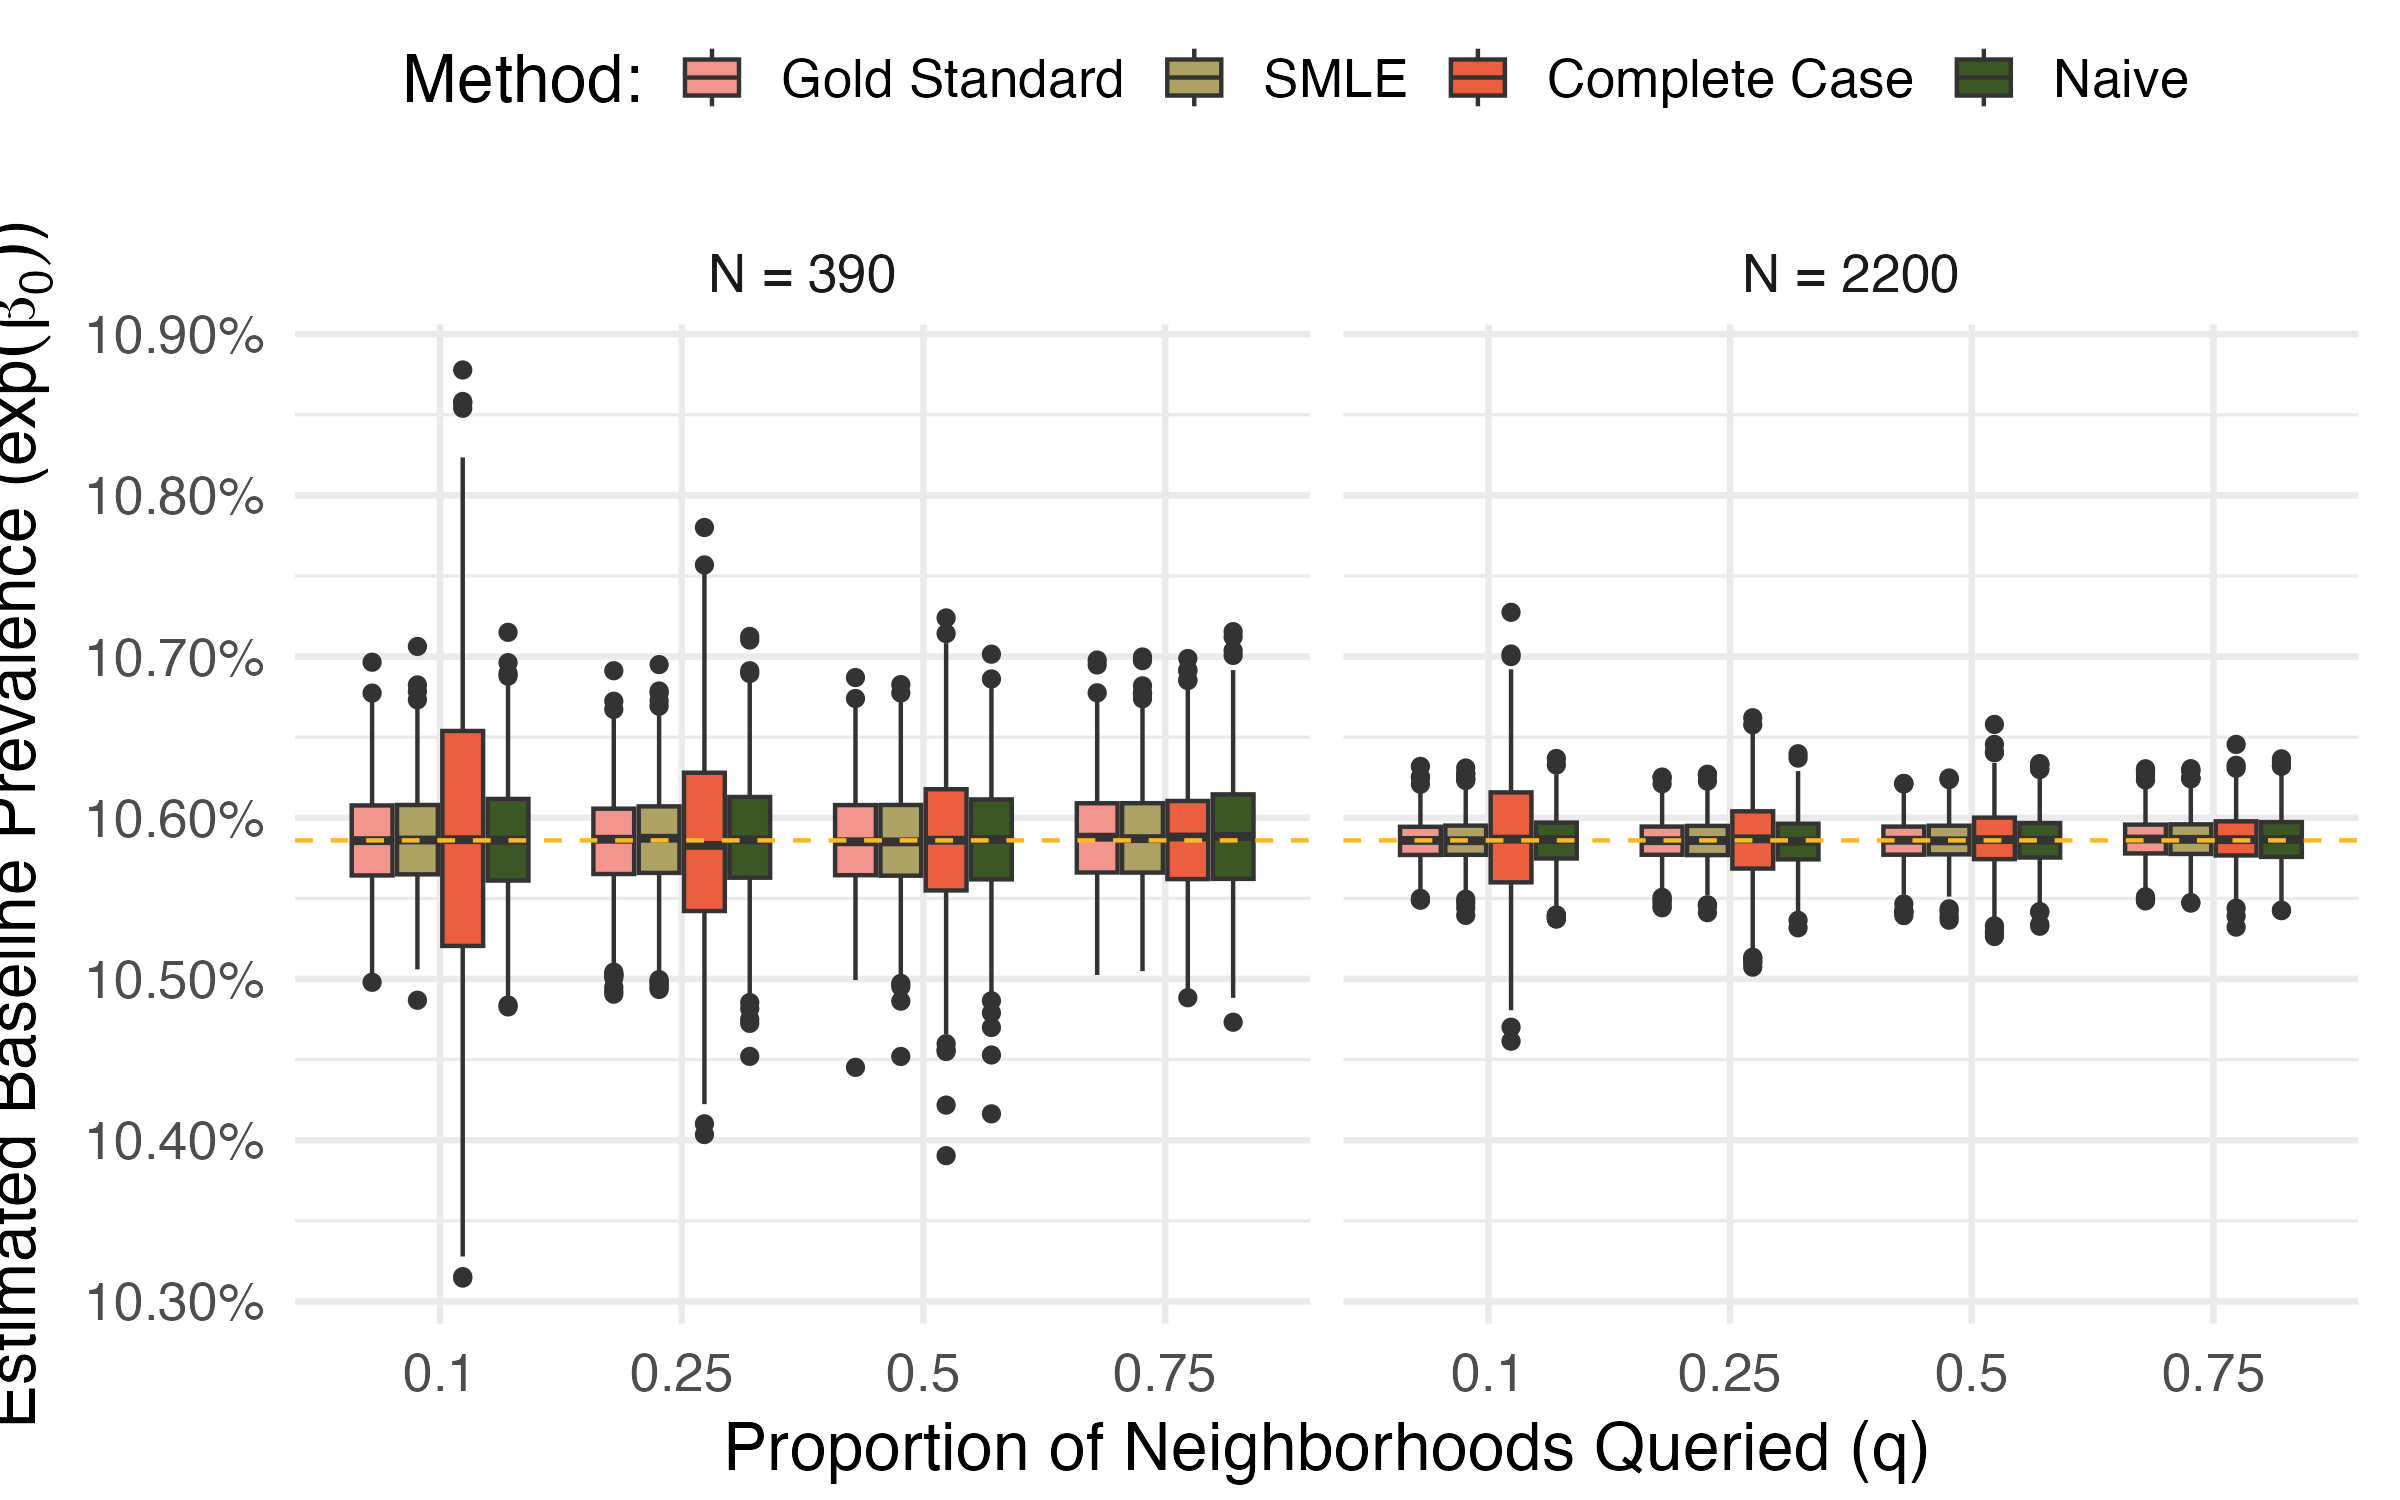 Method: Gold Standard SMLE Complete Case Naive
N = 390 N = 2200
Estimated Baseline Prevalence (exp(β0))
10.90%
10.80%
10.70%
10.60%
10.50%
10.40%
10.30%
0.1 0.25 0.5 0.75 0.1 0.25 0.5 0.75
Proportion of Neighborhoods Queried (q)